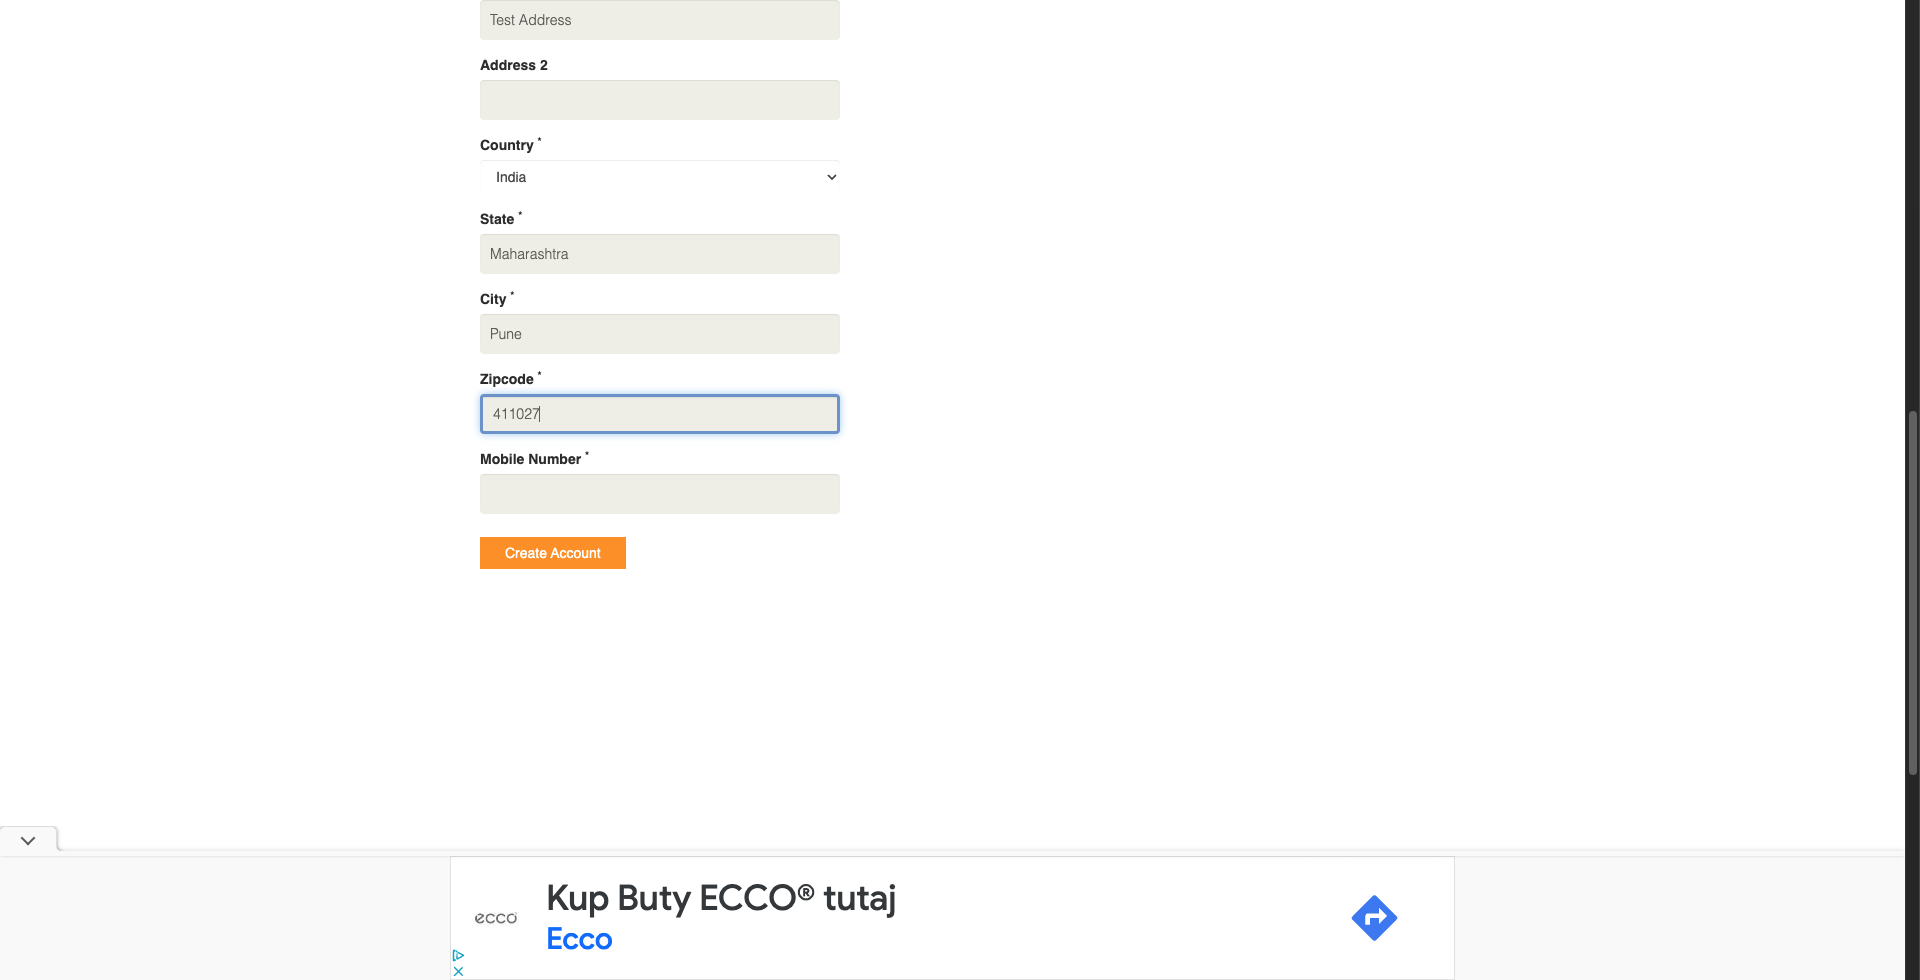 Test Address
Address 2
Country *
India
State *
Maharashtra
City *
Pune
Zipcode *
411027
Mobile Number *
Create Account
ecco
Kup Buty ECCO® tutaj
Ecco